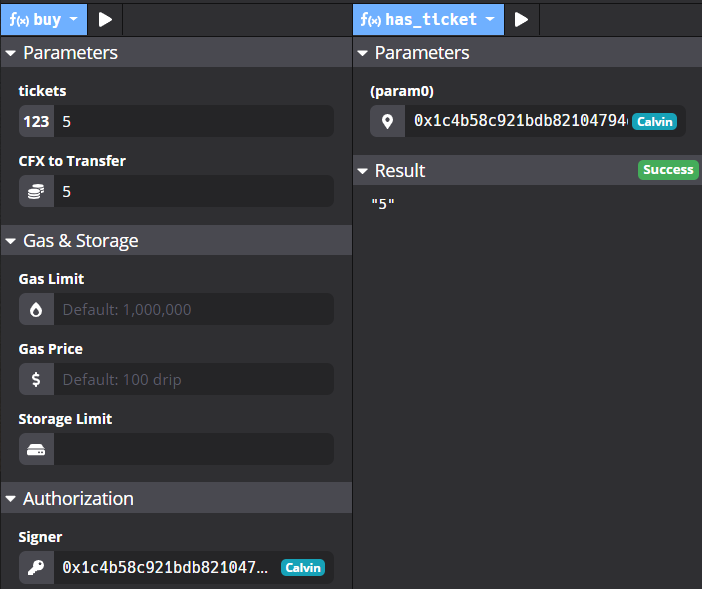 f(x) buy
Parameters
tickets
123 5
CFX to Transfer
5
Gas & Storage
Gas Limit
Default: 1,000,000
Gas Price
$ Default: 100 drip
Storage Limit
Authorization
Signer
0x1c4b58c921bdb821047... Calvin
f(x) has_ticket
Parameters
(param0)
0x1c4b58c921bdb82104794 Calvin
Result Success
"5"